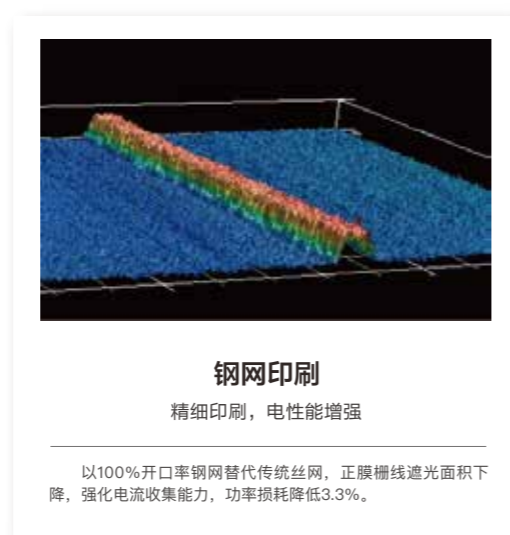 钢网印刷
精细印刷，电性能增强
以100%开口率钢网替代传统丝网，正膜栅线遮光面积下
降，强化电流收集能力，功率损耗降低3.3%。